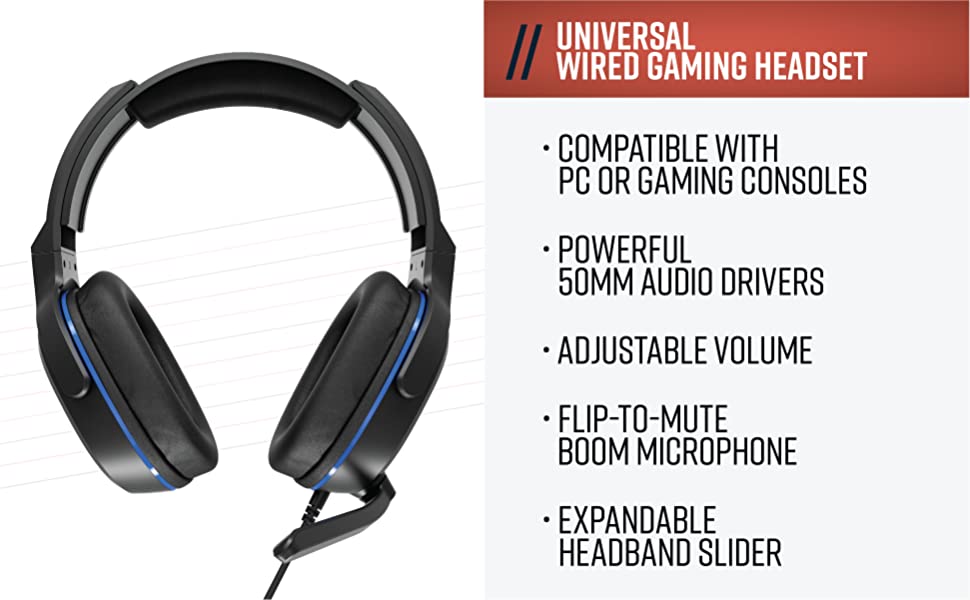 // UNIVERSAL
WIRED GAMING HEADSET
• COMPATIBLE WITH
PC OR GAMING CONSOLES
• POWERFUL
50MM AUDIO DRIVERS
• ADJUSTABLE VOLUME
• FLIP-TO-MUTE
BOOM MICROPHONE
• EXPANDABLE
HEADBAND SLIDER